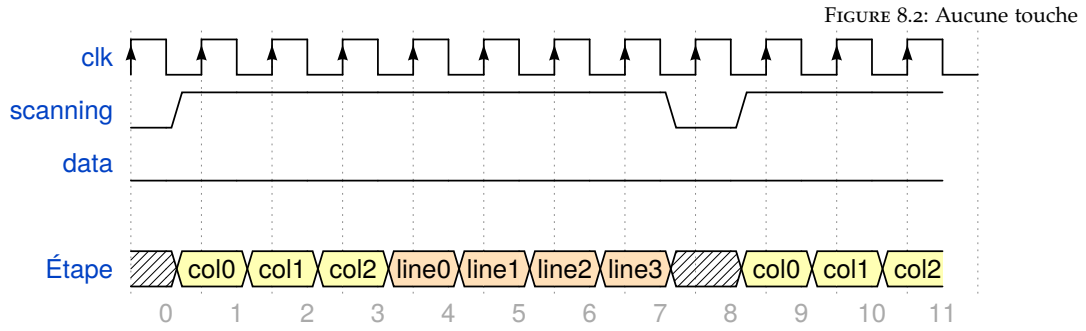 FIGURE 8.2: Aucune touche
clk
scanning
data
Étape col0 col1 col2 line0 line1 line2 line3 col0 col1 col2
0 1 2 3 4 5 6 7 8 9 10 11